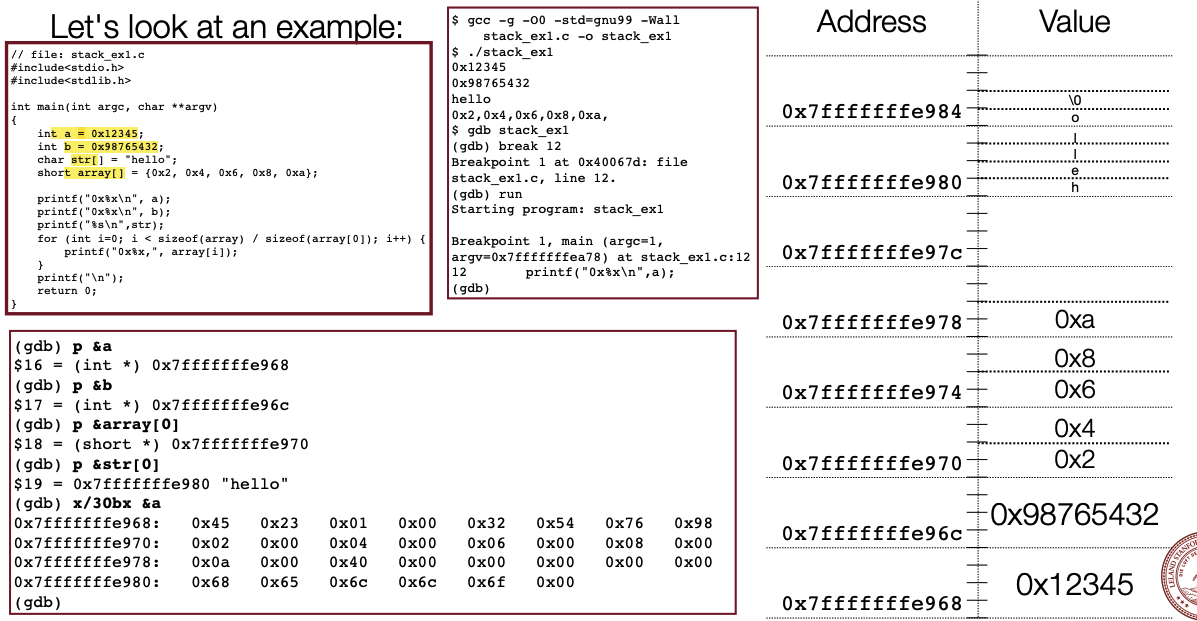 Let's look at an example:
// file: stack_ex1.c
#include<stdio.h>
#include<stdlib.h>
int main(int argc, char **argv)
{
    int a = 0x12345;
    int b = 0x98765432;
    char str[] = "hello";
    short array[] = {0x2, 0x4, 0x6, 0x8, 0xa};
    printf("0x%x\n", a);
    printf("0x%x\n", b);
    printf("%s\n",str);
    for (int i=0; i < sizeof(array) / sizeof(array[0]); i++) {
        printf("0x%x,", array[i]);
    }
    printf("\n");
    return 0;
}
$ gcc -g -O0 -std=gnu99 -Wall
    stack_ex1.c -o stack_ex1
$ ./stack_ex1
0x12345
0x98765432
hello
0x2,0x4,0x6,0x8,0xa,
$ gdb stack_ex1
(gdb) break 12
Breakpoint 1 at 0x40067d: file
stack_ex1.c, line 12.
(gdb) run
Starting program: stack_ex1
Breakpoint 1, main (argc=1,
argv=0x7fffffffea78) at stack_ex1.c:12
12       printf("0x%x\n",a);
(gdb)
(gdb) p &a
$16 = (int *) 0x7fffffffe968
(gdb) p &b
$17 = (int *) 0x7fffffffe96c
(gdb) p &array[0]
$18 = (short *) 0x7fffffffe970
(gdb) p &str[0]
$19 = 0x7fffffffe980 "hello"
(gdb) x/30bx &a
0x7fffffffe968: 0x45 0x23 0x01 0x00 0x32 0x54 0x76 0x98
0x7fffffffe970: 0x02 0x00 0x04 0x00 0x06 0x00 0x08 0x00
0x7fffffffe978: 0x0a 0x00 0x40 0x00 0x00 0x00 0x00 0x00
0x7fffffffe980: 0x68 0x65 0x6c 0x6c 0x6f 0x00
(gdb)
Address Value
\0
0x7fffffffe984 o
l
l
e
0x7fffffffe980 h
0x7fffffffe97c
0x7fffffffe978 0xa
0x8
0x7fffffffe974 0x6
0x4
0x7fffffffe970 0x2
0x98765432
0x7fffffffe96c
0x12345
0x7fffffffe968